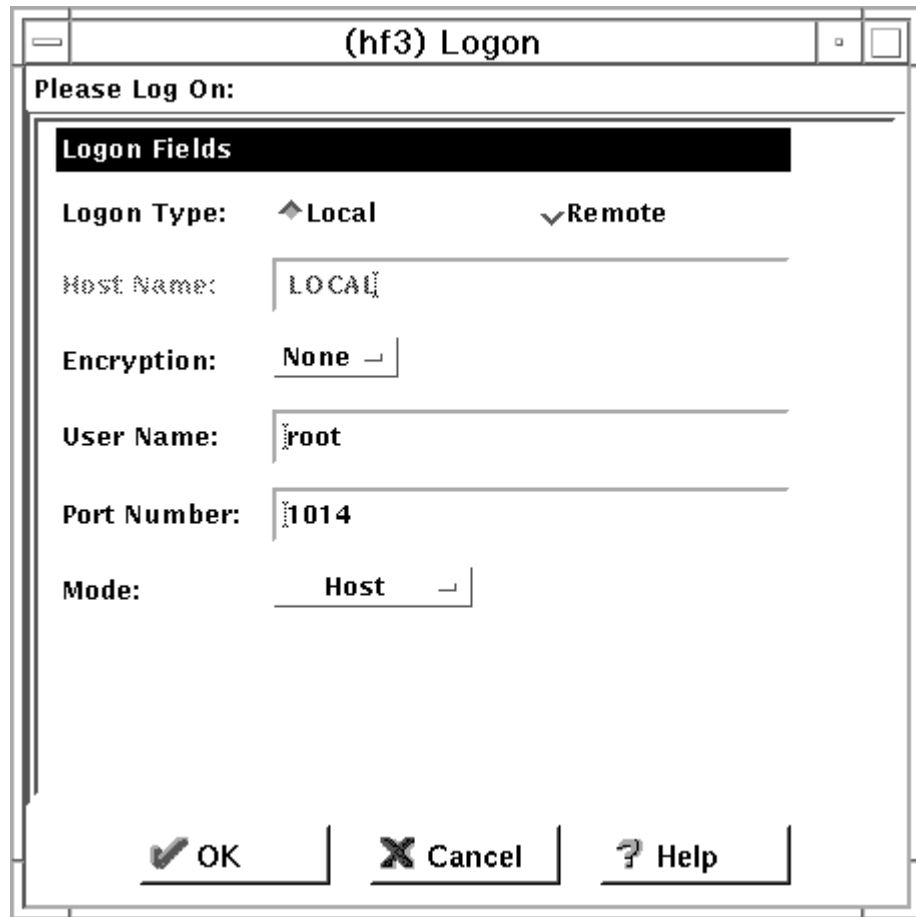 (hf3) Logon
Please Log On:
Logon Fields
Logon Type: Local Remote
Host Name: LOCAL
Encryption: None
User Name: root
Port Number: 1014
Mode: Host
OK Cancel Help